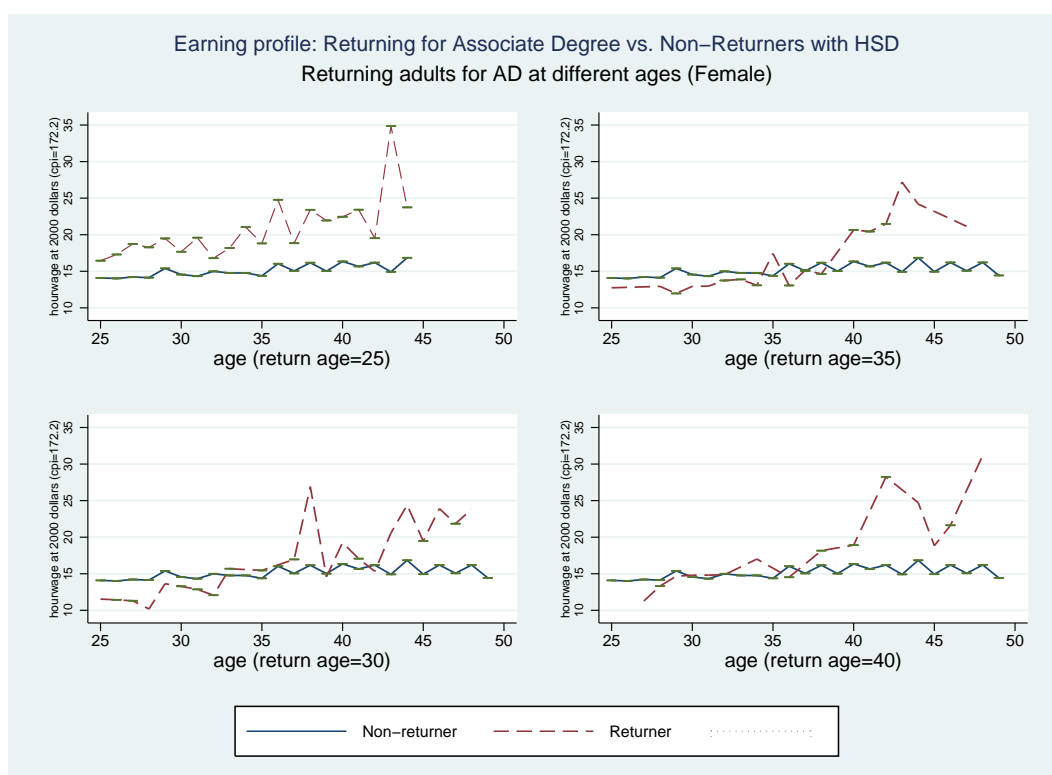 Earning profile: Returning for Associate Degree vs. Non−Returners with HSD
Returning adults for AD at different ages (Female)
hourwage at 2000 dollars (cpi=172.2)
35
30
25
20
15
10
25 30 35 40 45 50
age (return age=25)
hourwage at 2000 dollars (cpi=172.2)
35
30
25
20
15
10
25 30 35 40 45 50
age (return age=35)
hourwage at 2000 dollars (cpi=172.2)
35
30
25
20
15
10
25 30 35 40 45 50
age (return age=30)
hourwage at 2000 dollars (cpi=172.2)
35
30
25
20
15
10
25 30 35 40 45 50
age (return age=40)
Non−returner Returner